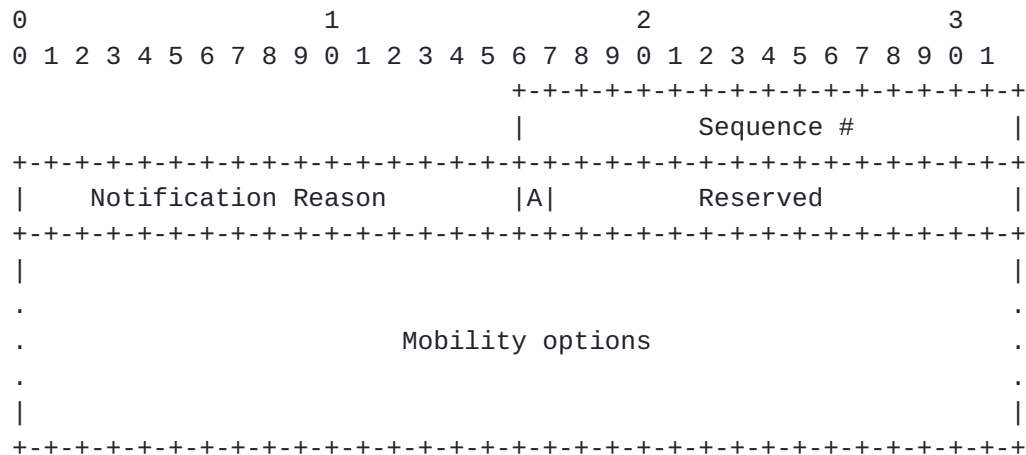 0                   1                   2                   3
0 1 2 3 4 5 6 7 8 9 0 1 2 3 4 5 6 7 8 9 0 1 2 3 4 5 6 7 8 9 0 1
                                +-+-+-+-+-+-+-+-+-+-+-+-+-+-+-+-+
                                |           Sequence #          |
+-+-+-+-+-+-+-+-+-+-+-+-+-+-+-+-+-+-+-+-+-+-+-+-+-+-+-+-+-+-+-+-+
|    Notification Reason        |A|         Reserved            |
+-+-+-+-+-+-+-+-+-+-+-+-+-+-+-+-+-+-+-+-+-+-+-+-+-+-+-+-+-+-+-+-+
|                                                               |
.                                                               .
.                        Mobility options                       .
.                                                               .
|                                                               |
+-+-+-+-+-+-+-+-+-+-+-+-+-+-+-+-+-+-+-+-+-+-+-+-+-+-+-+-+-+-+-+-+